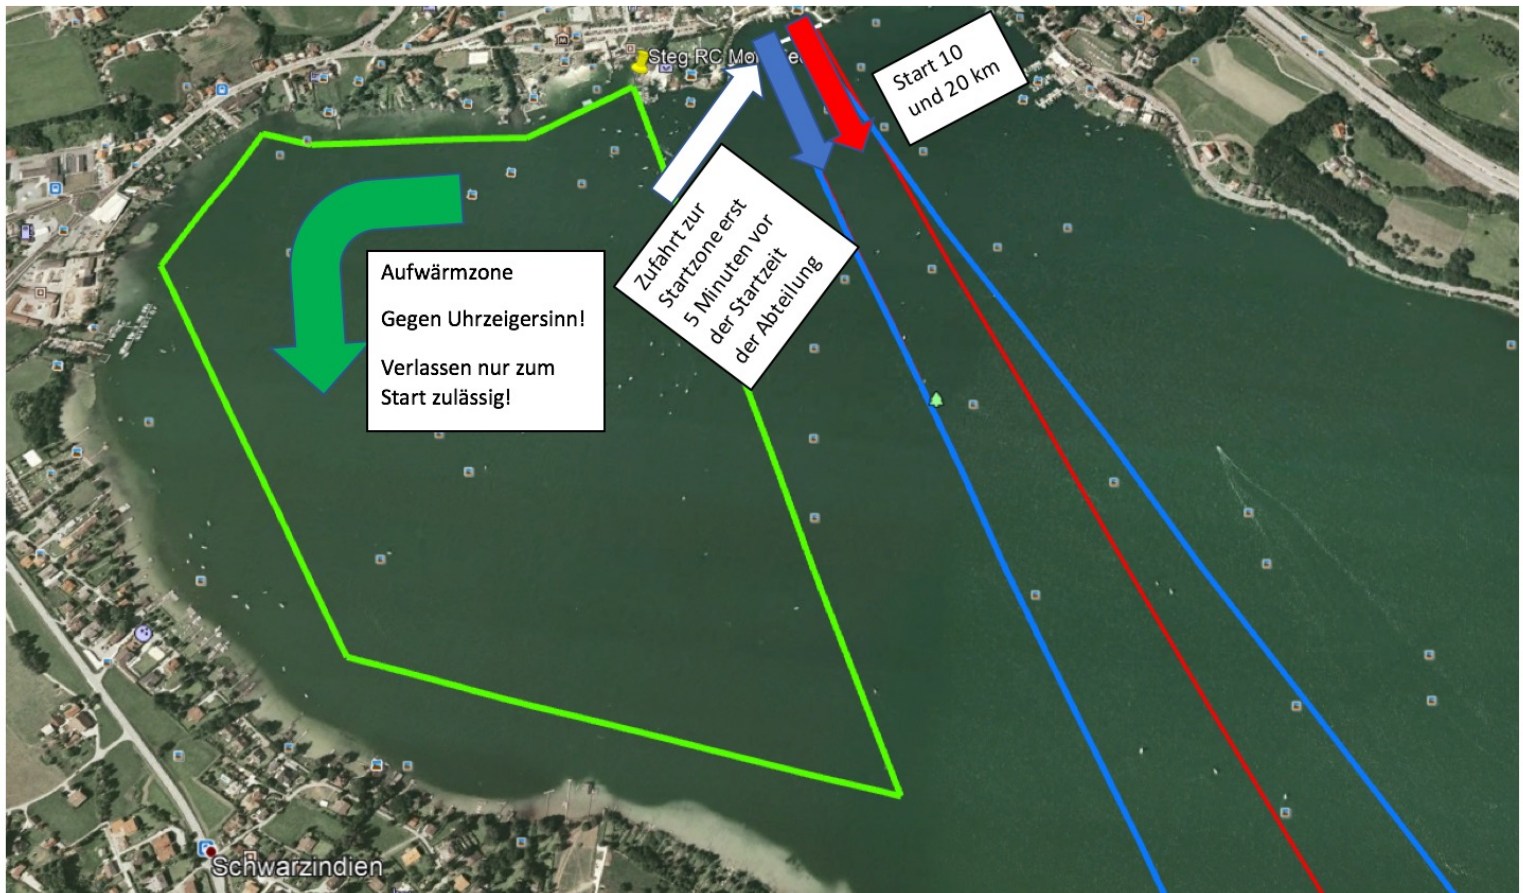 Steg RC Mo
Start 10
und 20 km
Zufahrt zur
Startzone erst
5 Minuten vor
der Startzeit
der Abteilung
Aufwärmzone
Gegen Uhrzeigersinn!
Verlassen nur zum
Start zulässig!
Schwarzindien